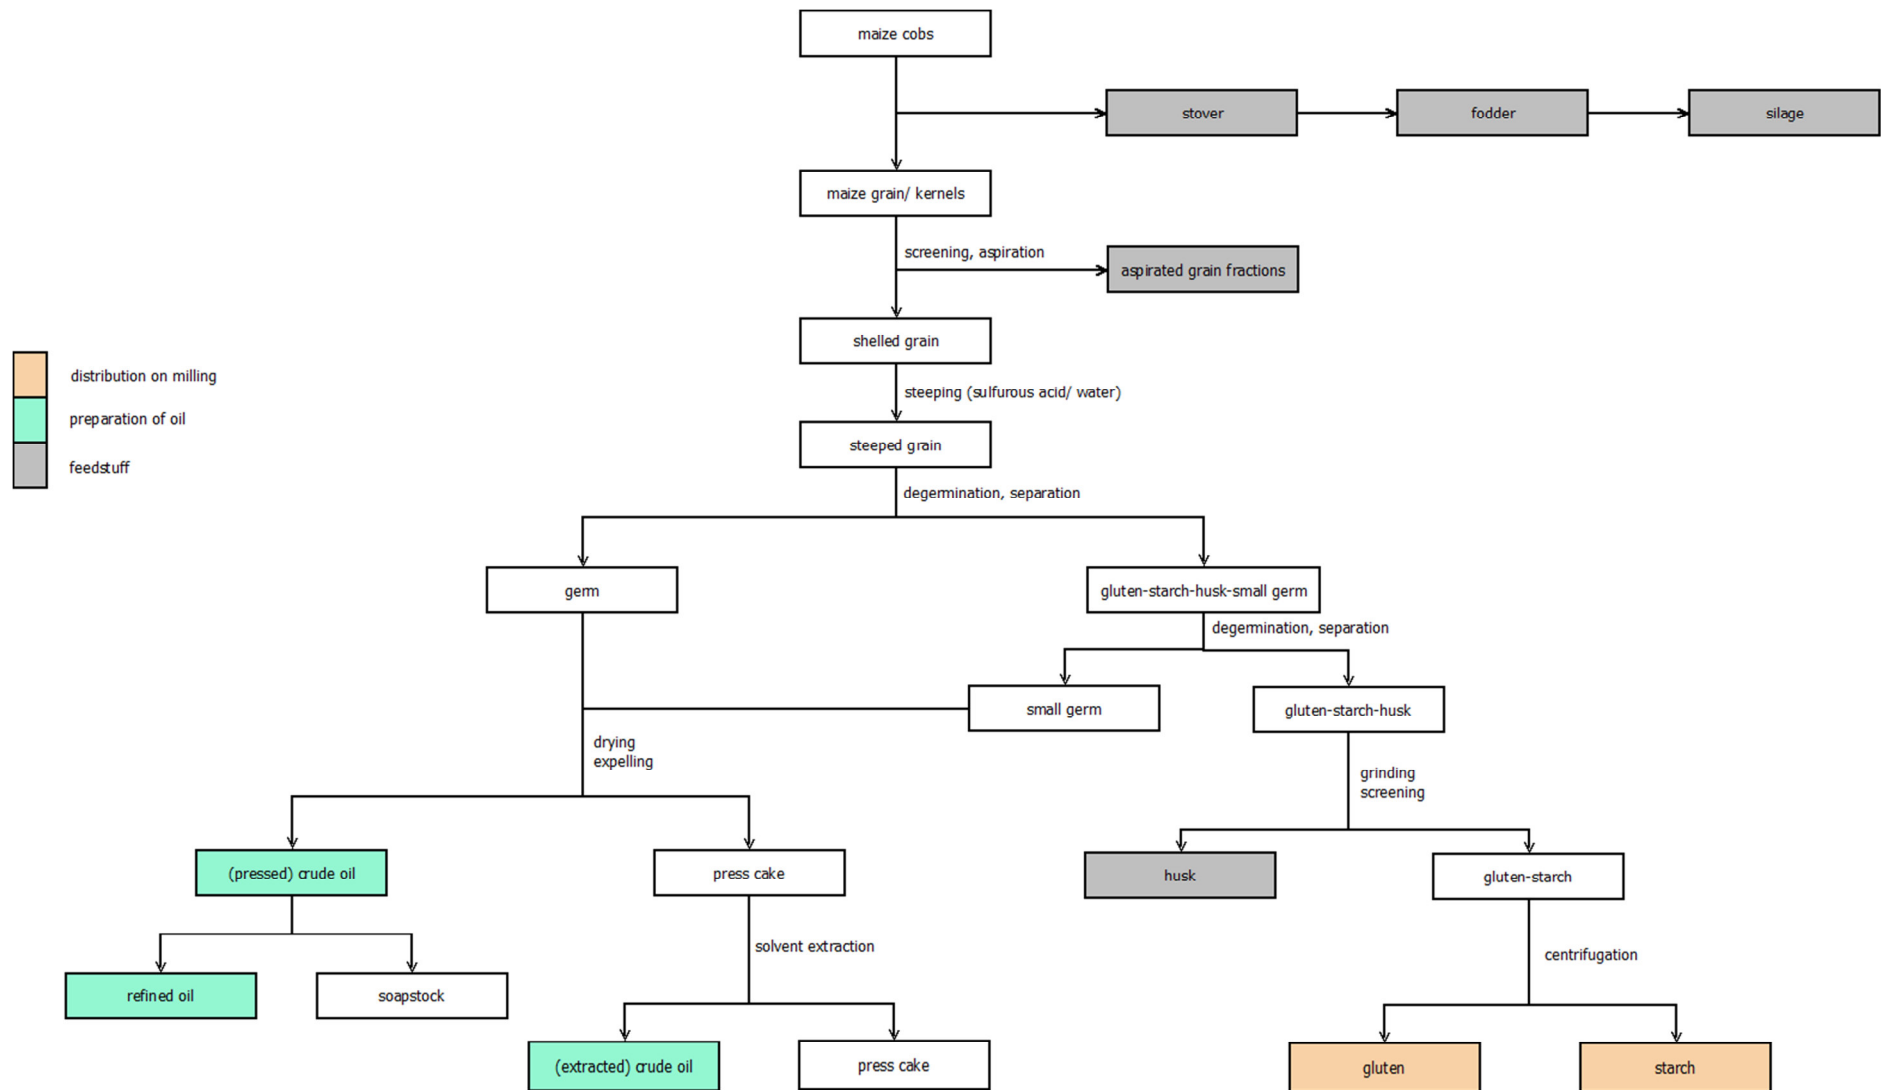 maize cobs
stover
fodder
silage
maize grain/ kernels
screening, aspiration
aspirated grain fractions
shelled grain
distribution on milling
steeping (sulfurous acid/ water)
preparation of oil
steeped grain
feedstuff
degermination, separation
germ
gluten-starch-husk-small germ
degermination, separation
small germ
gluten-starch-husk
drying
expelling
grinding
screening
(pressed) crude oil
press cake
husk
gluten-starch
solvent extraction
centrifugation
refined oil
soapstock
(extracted) crude oil
press cake
gluten
starch